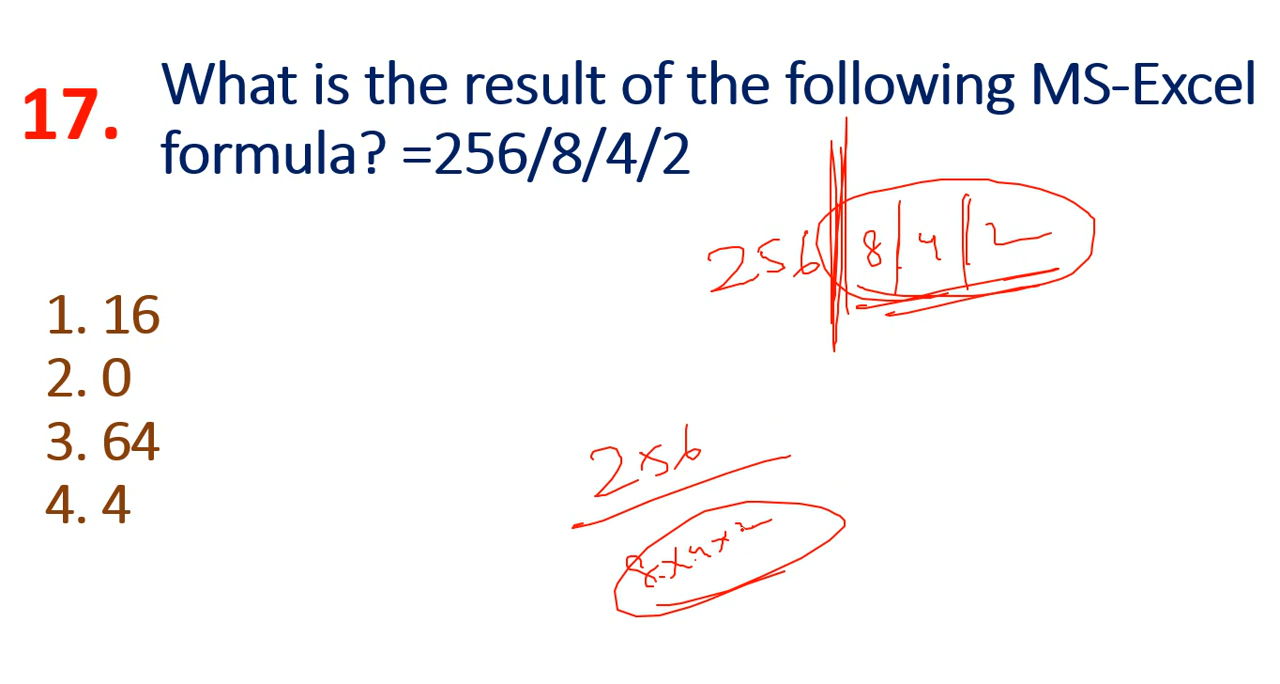 17. What is the result of the following MS-Excel
formula? =256/8/4/2
256 8 4 2
1. 16
2. 0
3. 64
4. 4
256
8x4x2